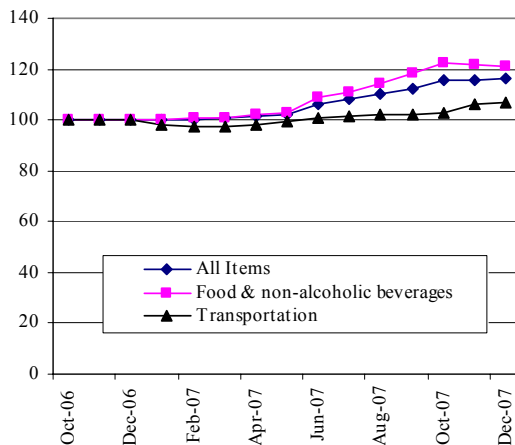 140
120
100
80
60
40
20
0
All Items
Food & non-alcoholic beverages
Transportation
Oct-06
Dec-06
Feb-07
Apr-07
Jun-07
Aug-07
Oct-07
Dec-07